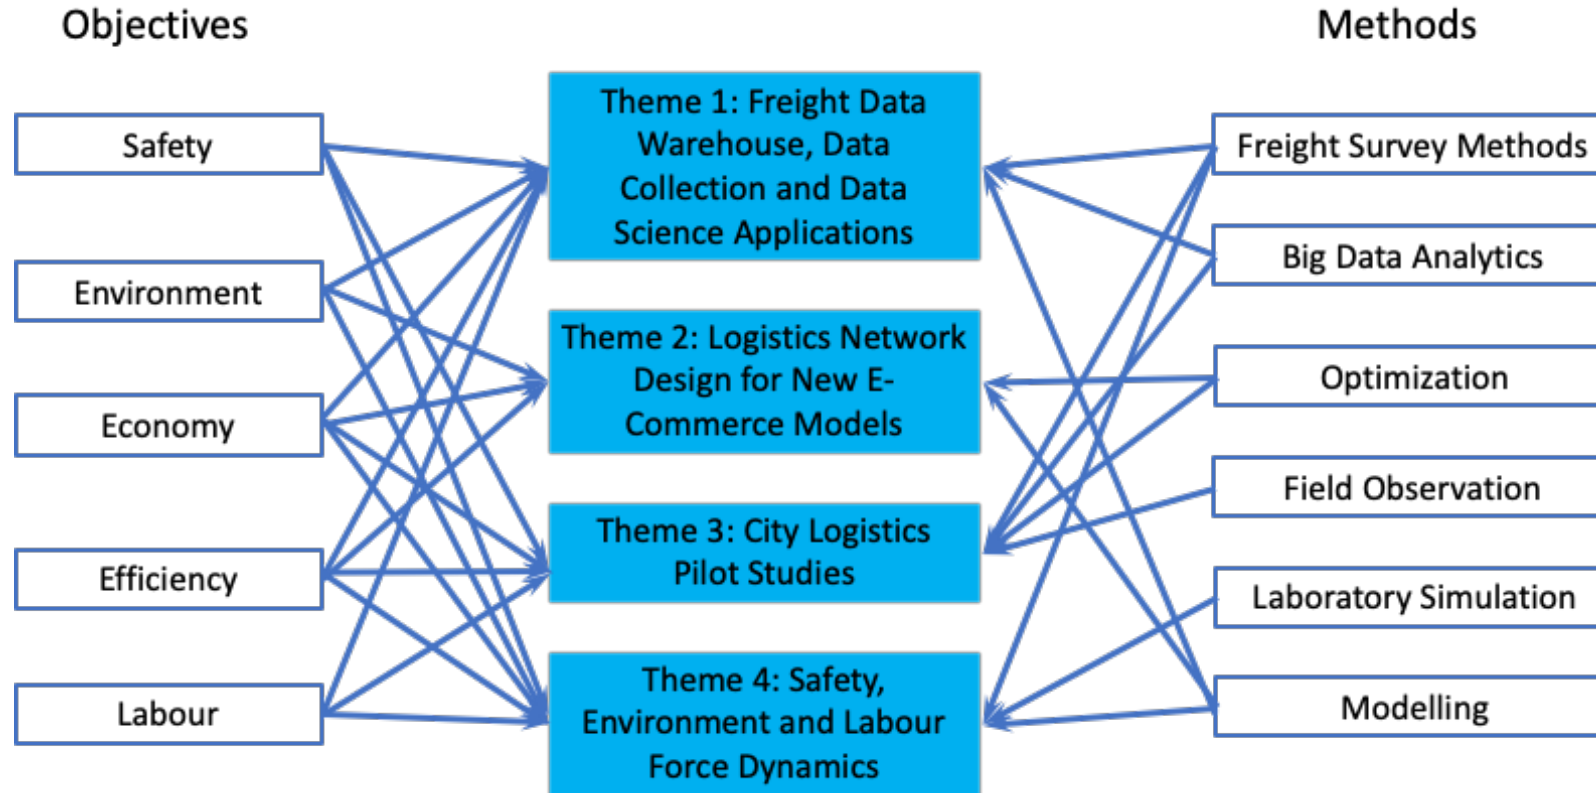 Objectives
Methods
Safety
Environment
Economy
Efficiency
Labour
Theme 1: Freight Data
Warehouse, Data
Collection and Data
Science Applications
Theme 2: Logistics Network
Design for New E-
Commerce Models
Theme 3: City Logistics
Pilot Studies
Theme 4: Safety,
Environment and Labour
Force Dynamics
Freight Survey Methods
Big Data Analytics
Optimization
Field Observation
Laboratory Simulation
Modelling